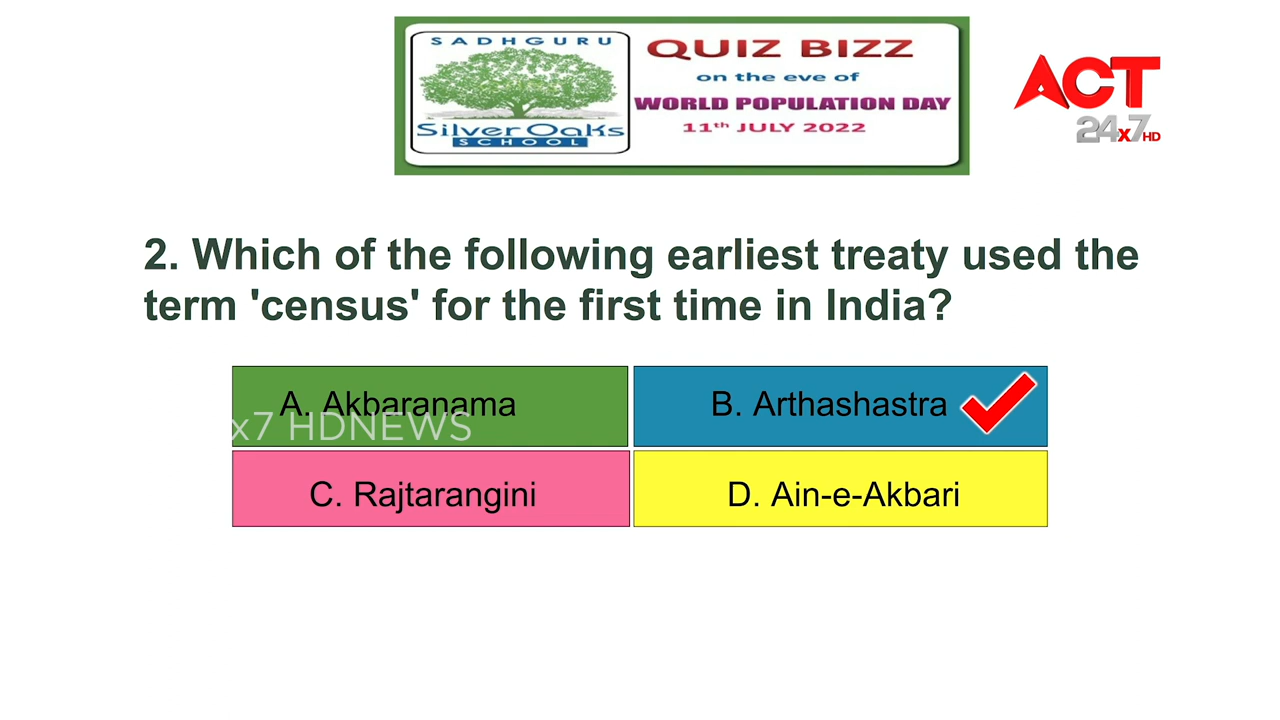 SADHGURU
Silver Oaks
SCHOOL
QUIZ BIZZ
on the eve of
WORLD POPULATION DAY
11th JULY 2022
ACT
24x7 HD
2. Which of the following earliest treaty used the
term 'census' for the first time in India?
A. Akbaranama
B. Arthashastra
x7 HDNEWS
C. Rajtarangini
D. Ain-e-Akbari